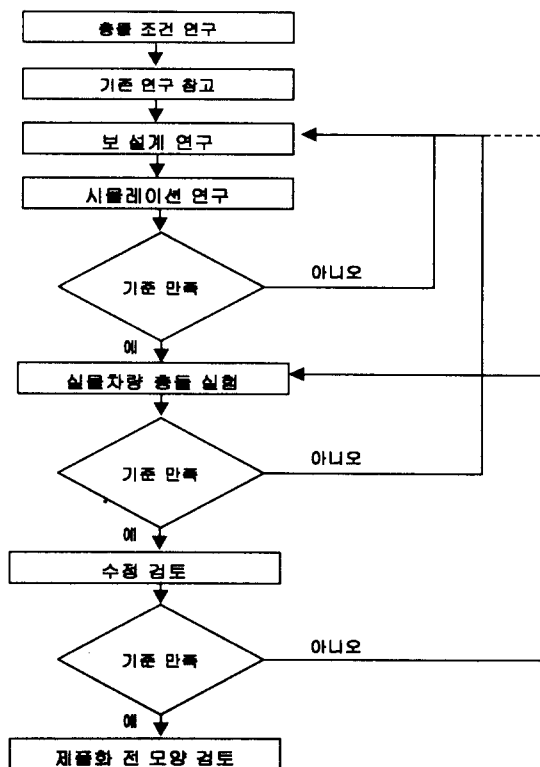 충돌 조건 연구
기존 연구 참고
보 설계 연구
시뮬레이션 연구
기준 만족
아니오
예
실물차량 충돌 실험
기준 만족
아니오
예
수정 검토
기준 만족
아니오
예
제품화 전 모양 검토